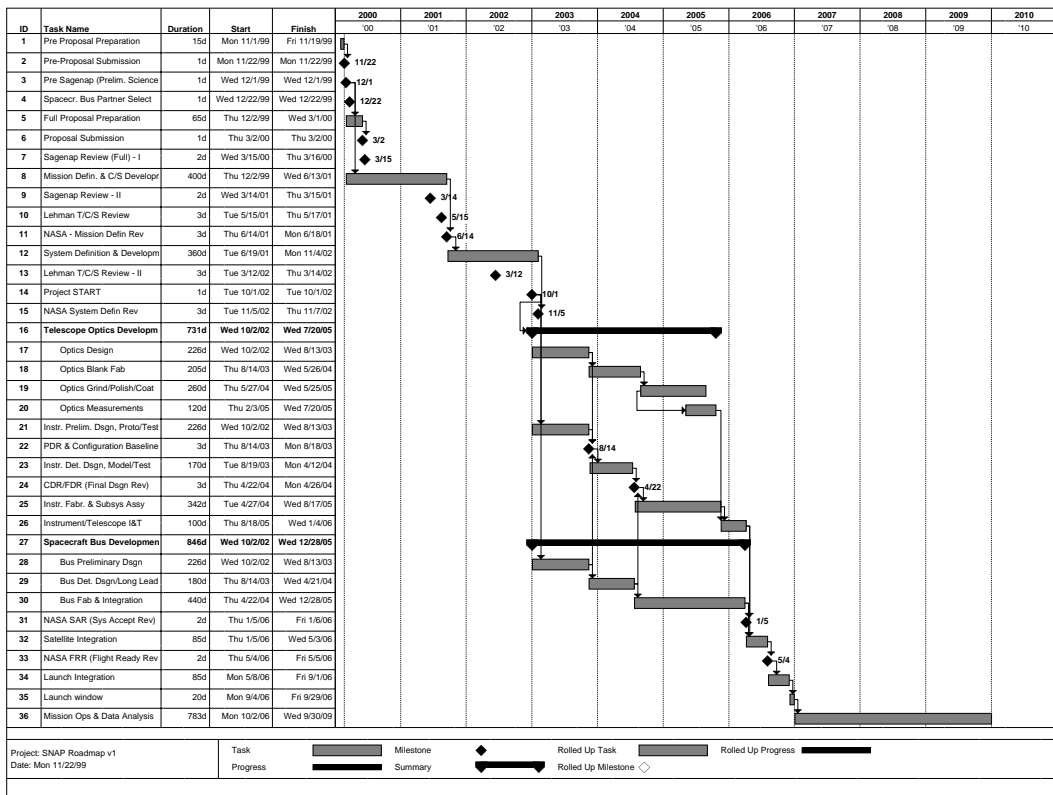 2000 2001 2002 2003 2004 2005 2006 2007 2008 2009 2010
ID Task Name Duration Start Finish '00 '01 '02 '03 '04 '05 '06 '07 '08 '09 '10
1 Pre Proposal Preparation 15d Mon 11/1/99 Fri 11/19/99
2 Pre-Proposal Submission 1d Mon 11/22/99 Mon 11/22/99 11/22
3 Pre Sagenap (Prelim. Science 1d Wed 12/1/99 Wed 12/1/99 12/1
4 Spacecr. Bus Partner Select 1d Wed 12/22/99 Wed 12/22/99 12/22
5 Full Proposal Preparation 65d Thu 12/2/99 Wed 3/1/00
6 Proposal Submission 1d Thu 3/2/00 Thu 3/2/00 3/2
7 Sagenap Review (Full) - I 2d Wed 3/15/00 Thu 3/16/00 3/15
8 Mission Defin. & C/S Developr 400d Thu 12/2/99 Wed 6/13/01
9 Sagenap Review - II 2d Wed 3/14/01 Thu 3/15/01 3/14
10 Lehman T/C/S Review 3d Tue 5/15/01 Thu 5/17/01 5/15
11 NASA - Mission Defin Rev 3d Thu 6/14/01 Mon 6/18/01 6/14
12 System Definition & Developm 360d Tue 6/19/01 Mon 11/4/02
13 Lehman T/C/S Review - II 3d Tue 3/12/02 Thu 3/14/02 3/12
14 Project START 1d Tue 10/1/02 Tue 10/1/02 10/1
15 NASA System Defin Rev 3d Tue 11/5/02 Thu 11/7/02 11/5
16 Telescope Optics Developm 731d Wed 10/2/02 Wed 7/20/05
17 Optics Design 226d Wed 10/2/02 Wed 8/13/03
18 Optics Blank Fab 205d Thu 8/14/03 Wed 5/26/04
19 Optics Grind/Polish/Coat 260d Thu 5/27/04 Wed 5/25/05
20 Optics Measurements 120d Thu 2/3/05 Wed 7/20/05
21 Instr. Prelim. Dsgn, Proto/Test 226d Wed 10/2/02 Wed 8/13/03
22 PDR & Configuration Baseline 3d Thu 8/14/03 Mon 8/18/03 8/14
23 Instr. Det. Dsgn, Model/Test 170d Tue 8/19/03 Mon 4/12/04
24 CDR/FDR (Final Dsgn Rev) 3d Thu 4/22/04 Mon 4/26/04 4/22
25 Instr. Fabr. & Subsys Assy 342d Tue 4/27/04 Wed 8/17/05
26 Instrument/Telescope I&T 100d Thu 8/18/05 Wed 1/4/06
27 Spacecraft Bus Developmen 846d Wed 10/2/02 Wed 12/28/05
28 Bus Preliminary Dsgn 226d Wed 10/2/02 Wed 8/13/03
29 Bus Det. Dsgn/Long Lead 180d Thu 8/14/03 Wed 4/21/04
30 Bus Fab & Integration 440d Thu 4/22/04 Wed 12/28/05
31 NASA SAR (Sys Accept Rev) 2d Thu 1/5/06 Fri 1/6/06 1/5
32 Satellite Integration 85d Thu 1/5/06 Wed 5/3/06
33 NASA FRR (Flight Ready Rev 2d Thu 5/4/06 Fri 5/5/06 5/4
34 Launch Integration 85d Mon 5/8/06 Fri 9/1/06
35 Launch window 20d Mon 9/4/06 Fri 9/29/06
36 Mission Ops & Data Analysis 783d Mon 10/2/06 Wed 9/30/09
Project: SNAP Roadmap v1
Date: Mon 11/22/99
Task Milestone Rolled Up Task Rolled Up Progress
Progress Summary Rolled Up Milestone